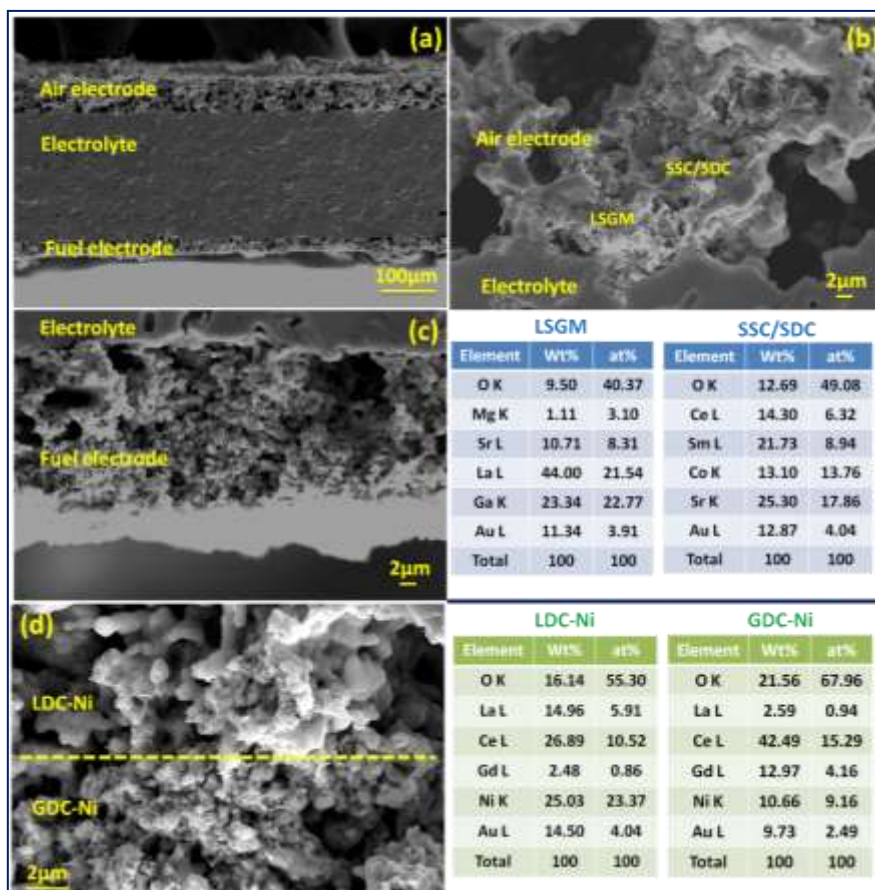 (a)
Air electrode
Electrolyte
Fuel electrode
100μm
(b)
Air electrode
SSC/SDC
LSGM
Electrolyte
2μm
Electrolyte
(c)
Fuel electrode
2μm
LSGM
Element Wt% at%
O K 9.50 40.37
Mg K 1.11 3.10
Sr L 10.71 8.31
La L 44.00 21.54
Ga K 23.34 22.77
Au L 11.34 3.91
Total 100 100
SSC/SDC
Element Wt% at%
O K 12.69 49.08
Ce L 14.30 6.32
Sm L 21.73 8.94
Co K 13.10 13.76
Sr K 25.30 17.86
Au L 12.87 4.04
Total 100 100
(d)
LDC-Ni
GDC-Ni
2μm
LDC-Ni
Element Wt% at%
O K 16.14 55.30
La L 14.96 5.91
Ce L 26.89 10.52
Gd L 2.48 0.86
Ni K 25.03 23.37
Au L 14.50 4.04
Total 100 100
GDC-Ni
Element Wt% at%
O K 21.56 67.96
La L 2.59 0.94
Ce L 42.49 15.29
Gd L 12.97 4.16
Ni K 10.66 9.16
Au L 9.73 2.49
Total 100 100